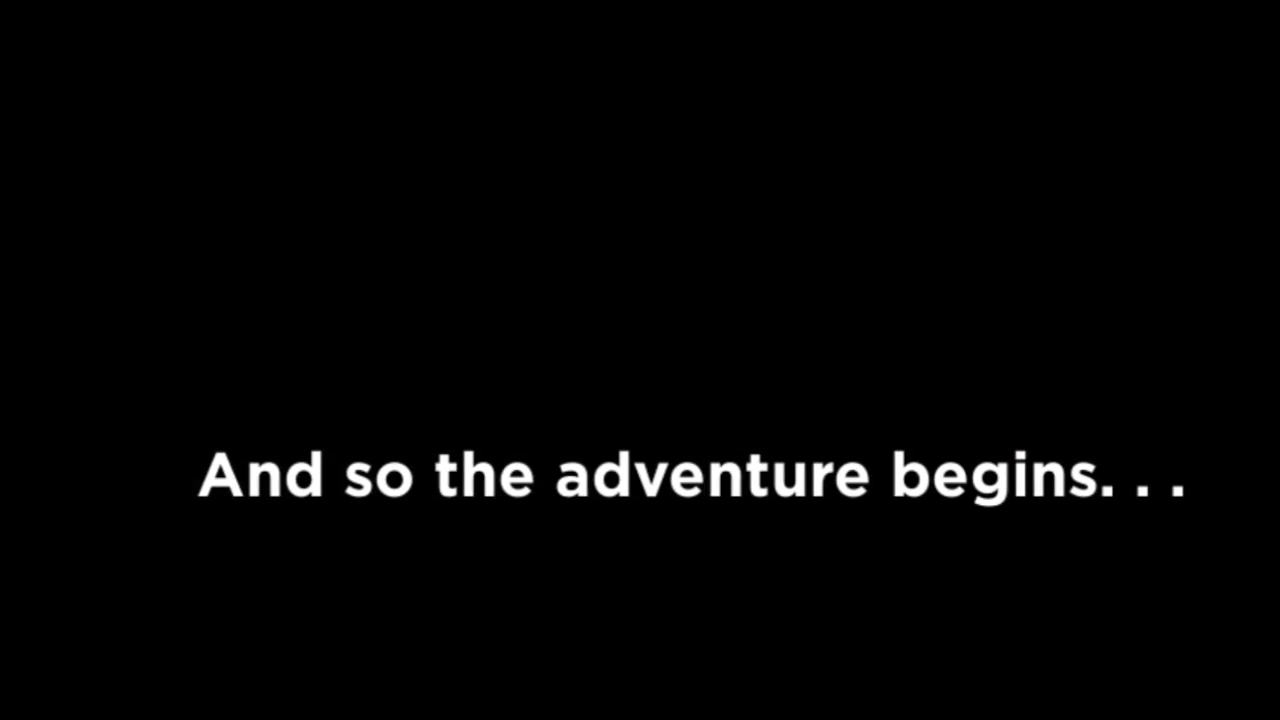 And so the adventure begins. . .